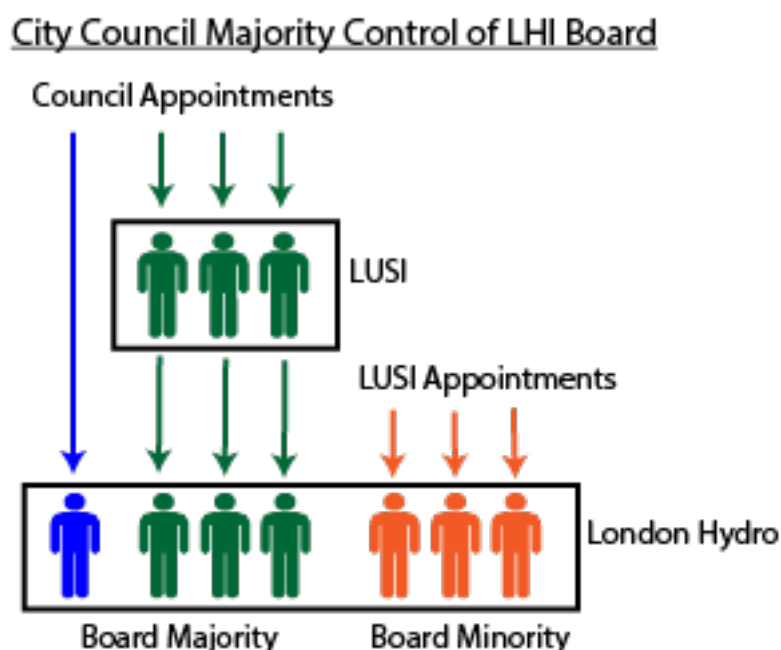 City Council Majority Control of LHI Board
Council Appointments
LUSI
LUSI Appointments
London Hydro
Board Majority
Board Minority